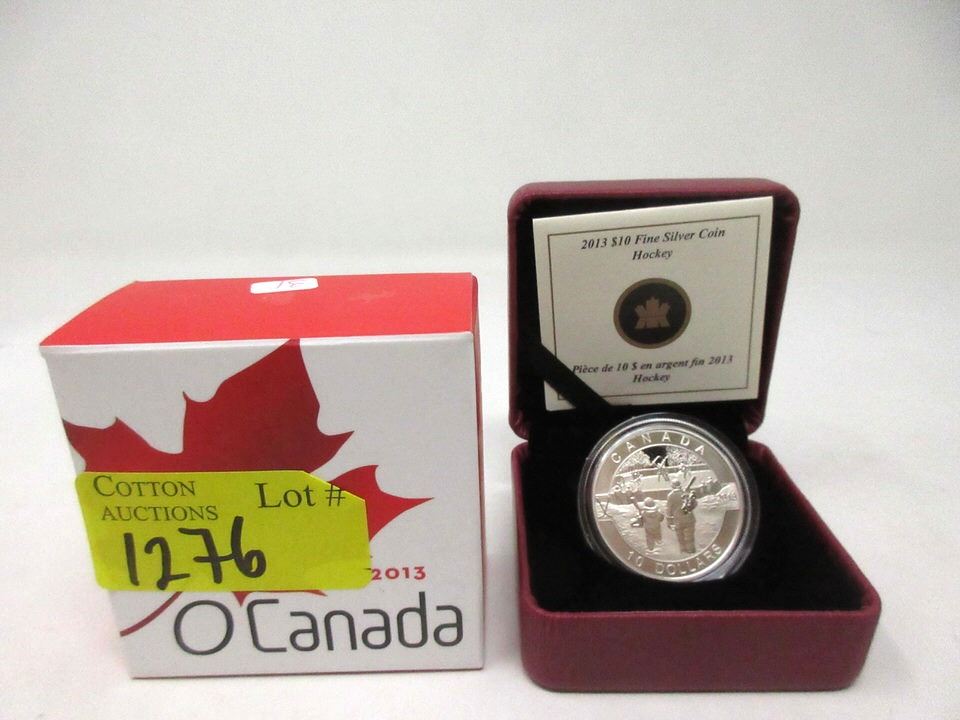 COTTON
AUCTIONS
Lot #
1276
2013
O Canada
2013 $10 Fine Silver Coin
Hockey
Pièce de 10 $ en argent fin 2013
Hockey
CANADA
10 DOLLARS